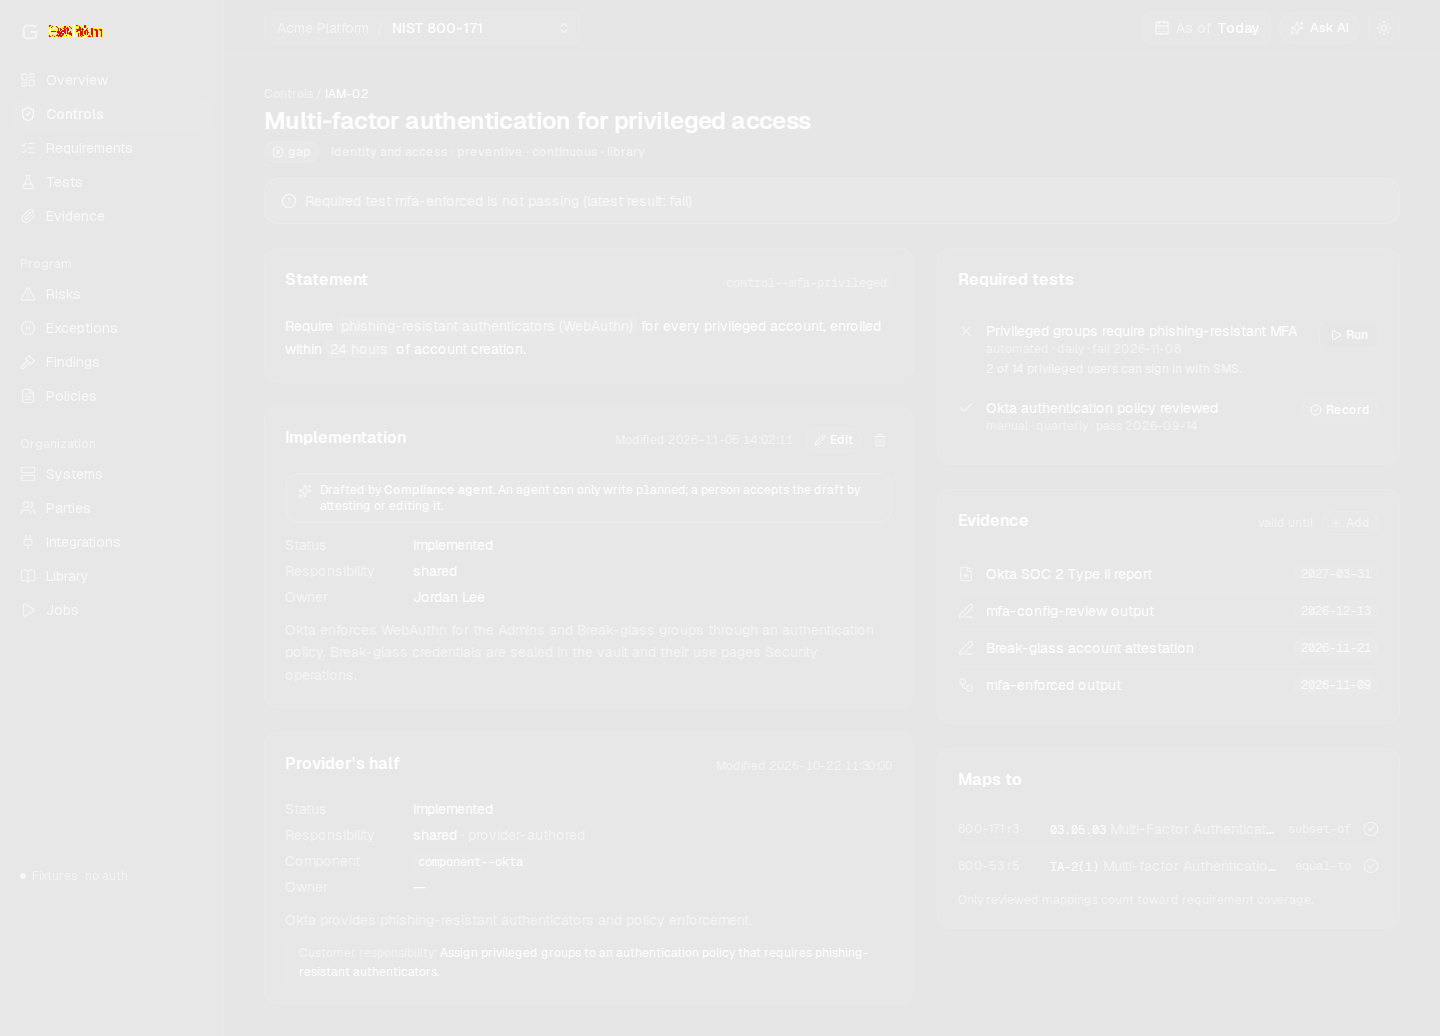 G
Acme Platform / NIST 800-171
As of Today
Ask AI
Overview
Controls
Requirements
Tests
Evidence
Program
Risks
Exceptions
Findings
Policies
Organization
Systems
Parties
Integrations
Library
Jobs
Fixtures · no auth
Controls / IAM-02
Multi-factor authentication for privileged access
gap Identity and access · preventive · continuous · library
Required test mfa-enforced is not passing (latest result: fail)
Statement
control--mfa-privileged
Require phishing-resistant authenticators (WebAuthn) for every privileged account, enrolled
within 24 hours of account creation.
Implementation
Modified 2026-11-05 14:02:11
Edit
Drafted by Compliance agent. An agent can only write planned; a person accepts the draft by
attesting or editing it.
Status Implemented
Responsibility shared
Owner Jordan Lee
Okta enforces WebAuthn for the Admins and Break-glass groups through an authentication
policy. Break-glass credentials are sealed in the vault and their use pages Security
operations.
Provider's half
Modified 2026-10-22 11:30:00
Status Implemented
Responsibility shared · provider-authored
Component component--okta
Owner —
Okta provides phishing-resistant authenticators and policy enforcement.
Customer responsibility: Assign privileged groups to an authentication policy that requires phishing-
resistant authenticators.
Required tests
Privileged groups require phishing-resistant MFA
automated · daily · fail 2026-11-08
2 of 14 privileged users can sign in with SMS.
Run
Okta authentication policy reviewed
manual · quarterly · pass 2026-09-14
Record
Evidence
valid until
+ Add
Okta SOC 2 Type II report 2027-03-31
mfa-config-review output 2026-12-13
Break-glass account attestation 2026-11-21
mfa-enforced output 2026-11-09
Maps to
800-171 r3 03.05.03 Multi-Factor Authenticat… subset-of
800-53 r5 IA-2(1) Multi-factor Authenticatio… equal-to
Only reviewed mappings count toward requirement coverage.